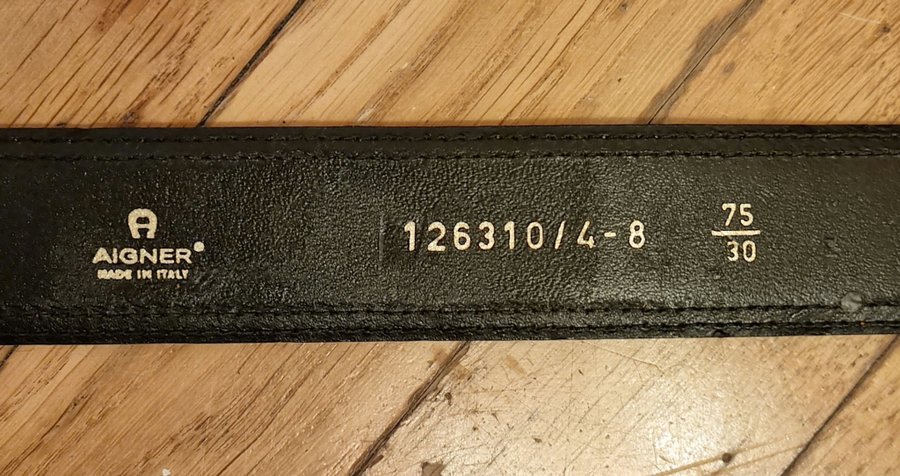 AIGNER®
MADE IN ITALY
126310/4-8
75
30